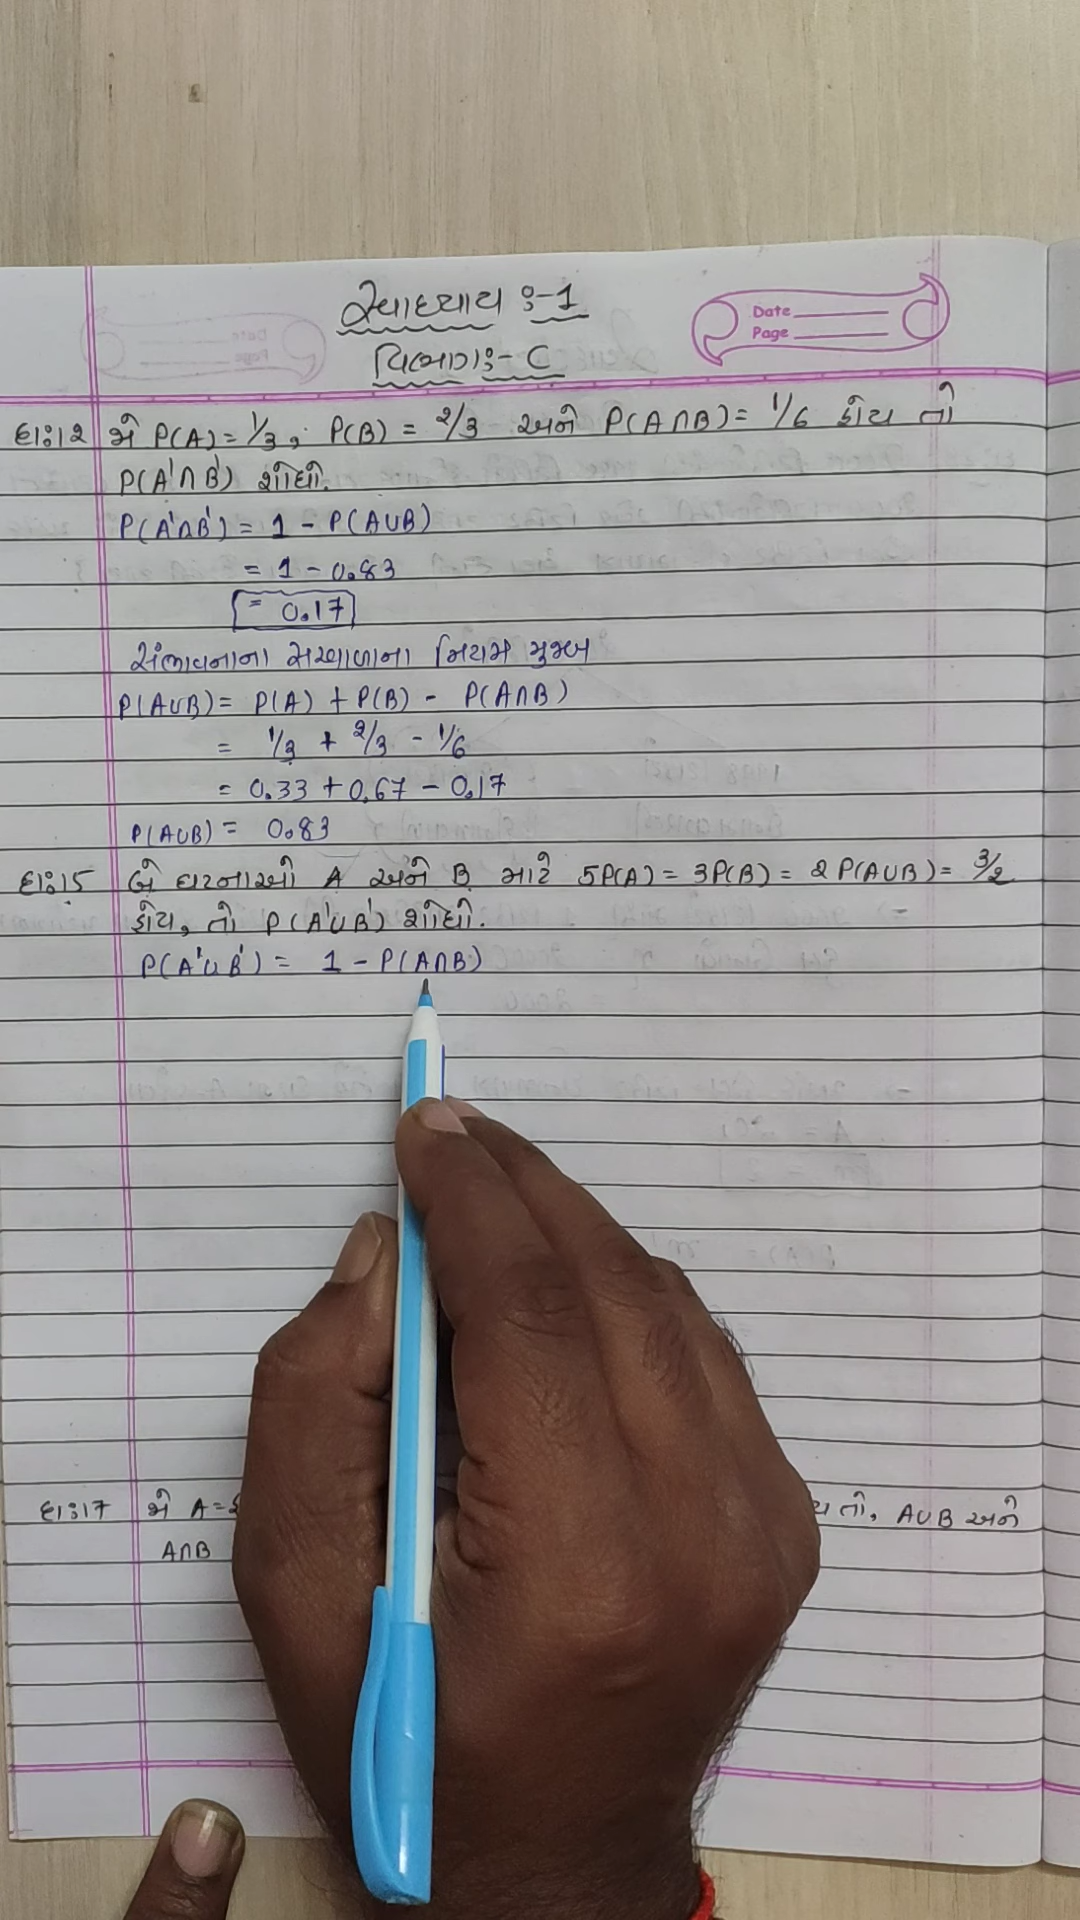 સ્વાધ્યાય :-1
વિભાગ:- C
Date
Page
દા:12 જો P(A) = 1/3, P(B) = 2/3 અને P(A∩B) = 1/6 હોય તો
P(A'∩B') શોધો.
P(A'∩B') = 1 - P(A∪B)
= 1 - 0.83
= 0.17
સંભાવનાના સરવાળાના નિયમ મુજબ
P(A∪B) = P(A) + P(B) - P(A∩B)
= 1/3 + 2/3 - 1/6
= 0.33 + 0.67 - 0.17
P(A∪B) = 0.83
દા:15 બે ઘટનાઓ A અને B માટે 5P(A) = 3P(B) = 2P(A∪B) = 3/2
હોય, તો P(A'∪B') શોધો.
P(A'∪B') = 1 - P(A∩B)
દા:17 જો A= તો, A∪B અને
A∩B